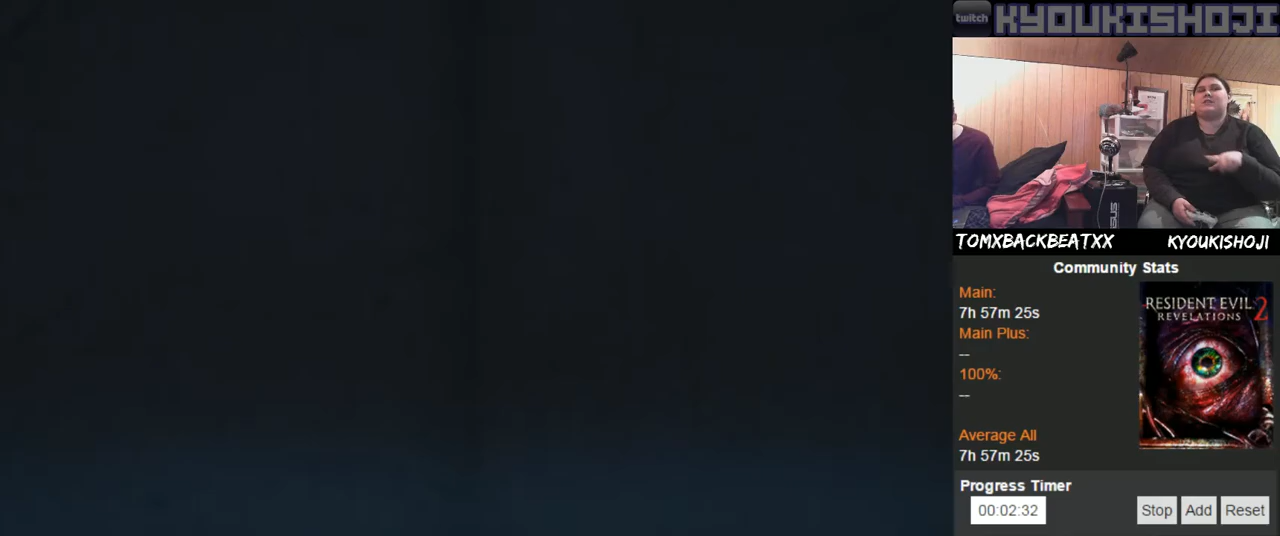 twitch KYOUKISHOJI
ASUS
TOMXBACKBEATXX KYOUKISHOJI
Community Stats
Main:
7h 57m 25s
Main Plus:
--
100%:
--
Average All
7h 57m 25s
RESIDENT EVIL 2
REVELATIONS
Progress Timer
00:02:32 Stop Add Reset